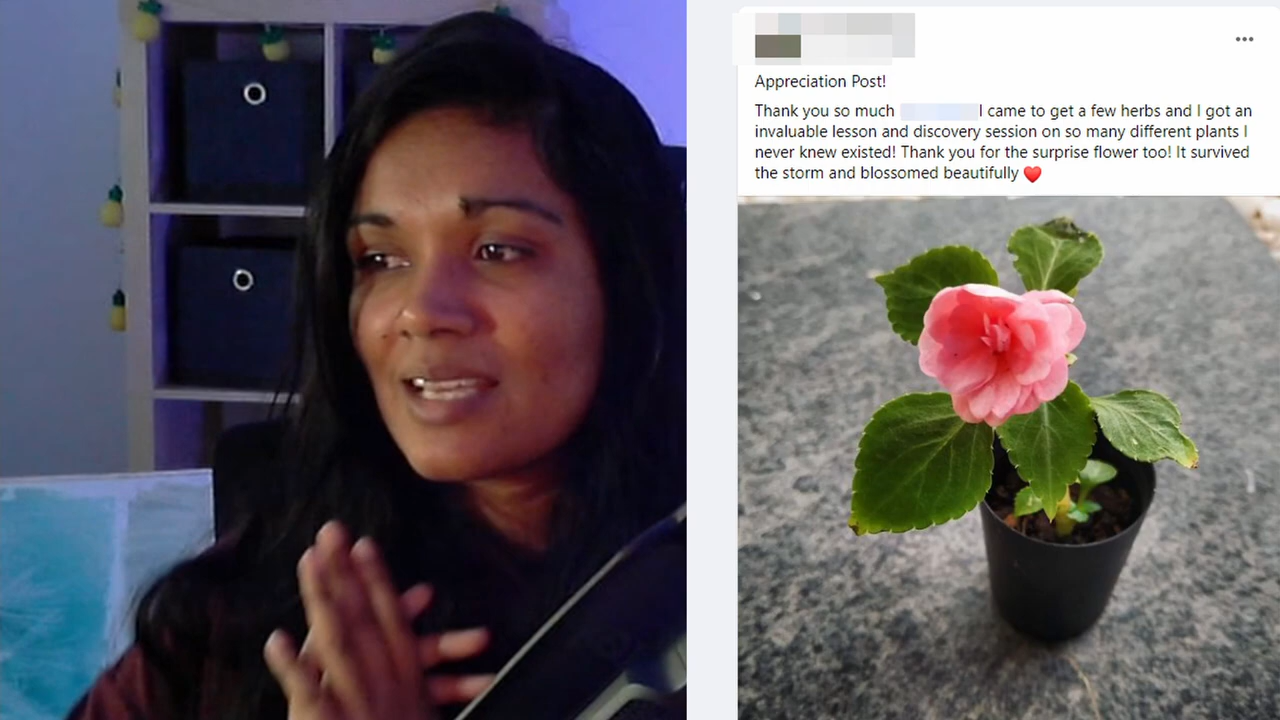 Appreciation Post!
Thank you so much I came to get a few herbs and I got an
invaluable lesson and discovery session on so many different plants I
never knew existed! Thank you for the surprise flower too! It survived
the storm and blossomed beautifully ❤️